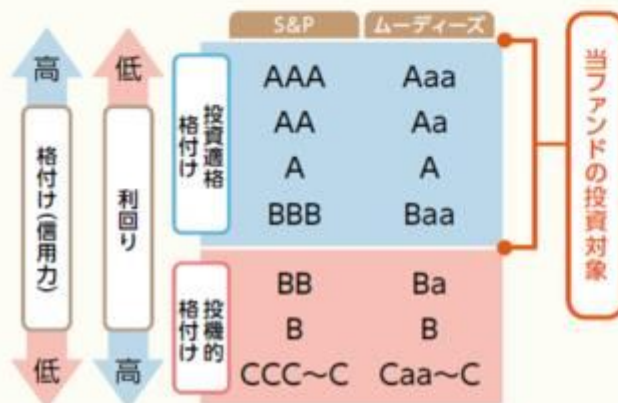 S&P ムーディーズ
高 低
格付け(信用力)
利回り
低 高
投資適格
格付け
AAA Aaa
AA Aa
A A
BBB Baa
投機的
格付け
BB Ba
B B
CCC～C Caa～C
当ファンドの投資対象